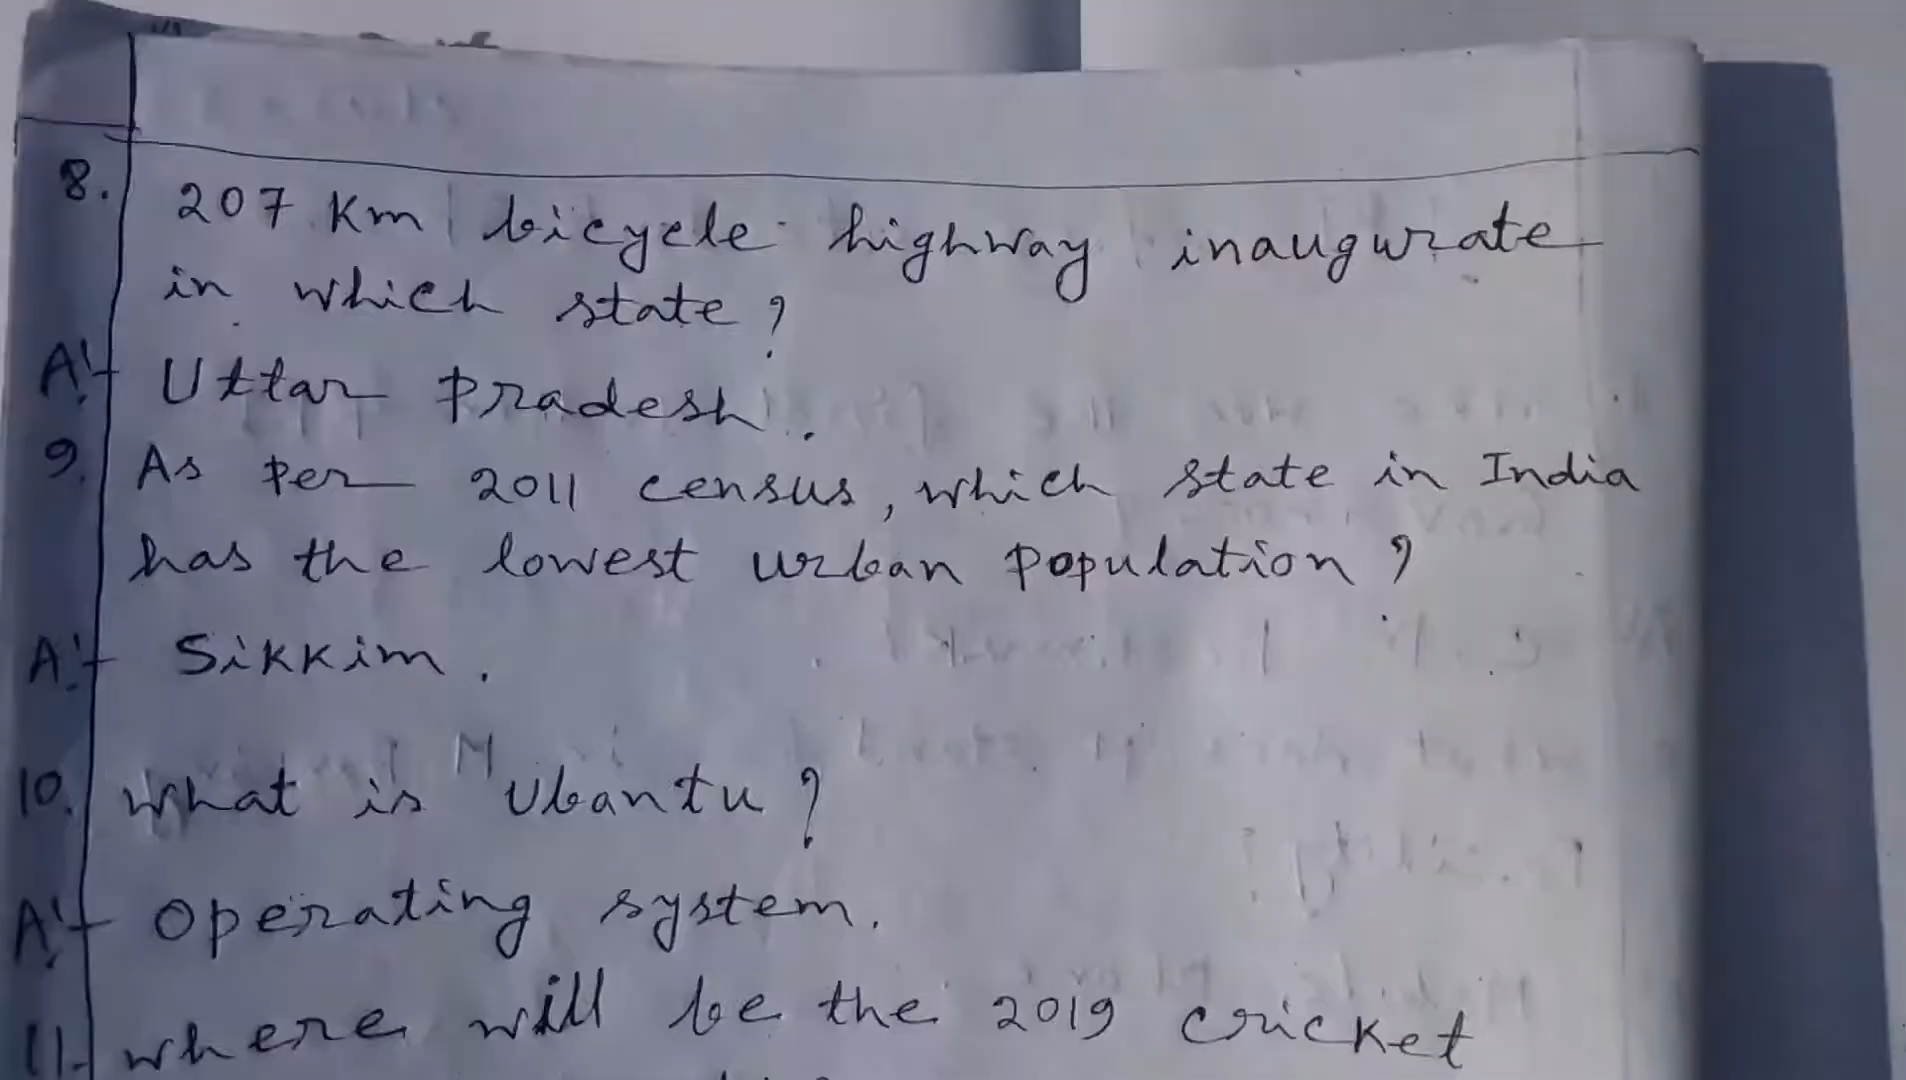 8. 207 Km bicycle highway inaugurate
in which state?
A:- Uttar Pradesh.
9. As Per 2011 census, which state in India
has the lowest urban population?
A:- Sikkim.
10. What is Ubantu?
A:- Operating system.
11. where will be the 2019 cricket